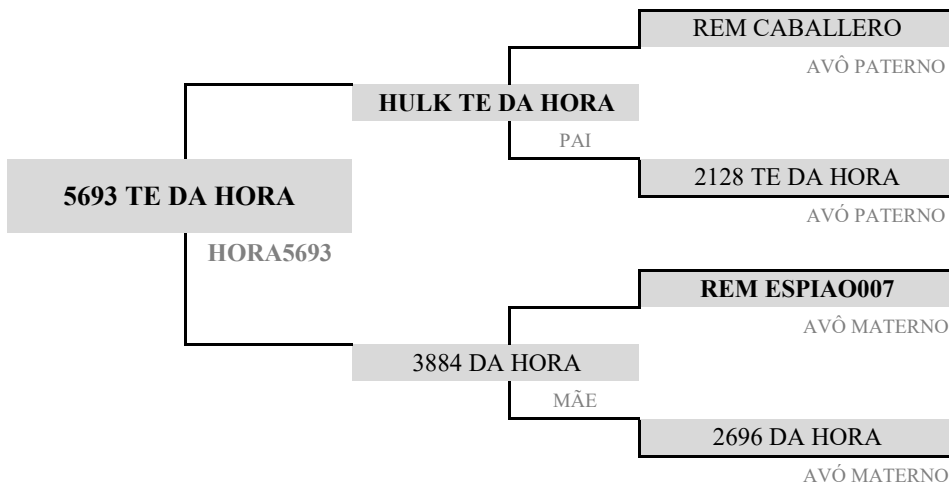 REM CABALLERO
AVÔ PATERNO
HULK TE DA HORA
PAI
2128 TE DA HORA
AVÓ PATERNO
5693 TE DA HORA
HORA5693
REM ESPIAO007
AVÔ MATERNO
3884 DA HORA
MÃE
2696 DA HORA
AVÓ MATERNO